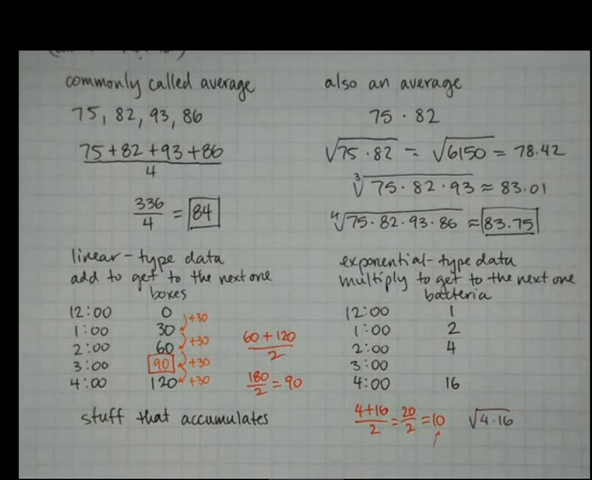 commonly called average
75, 82, 93, 86
75+82+93+86
4
336
4
= 84
linear-type data
add to get to the next one
boxes
12:00 0
+30
1:00 30
+30
2:00 60
+30
3:00 90
+30
4:00 120
60+120
2
180
2
=90
stuff that accumulates
also an average
75 · 82
√75·82 = √6150 = 78.42
∛75·82·93 ≈ 83.01
∜75·82·93·86 ≈ 83.75
exponential-type data
multiply to get to the next one
bacteria
12:00 1
1:00 2
2:00 4
3:00
4:00 16
4+16
2
=
20
2
=10
√4·16